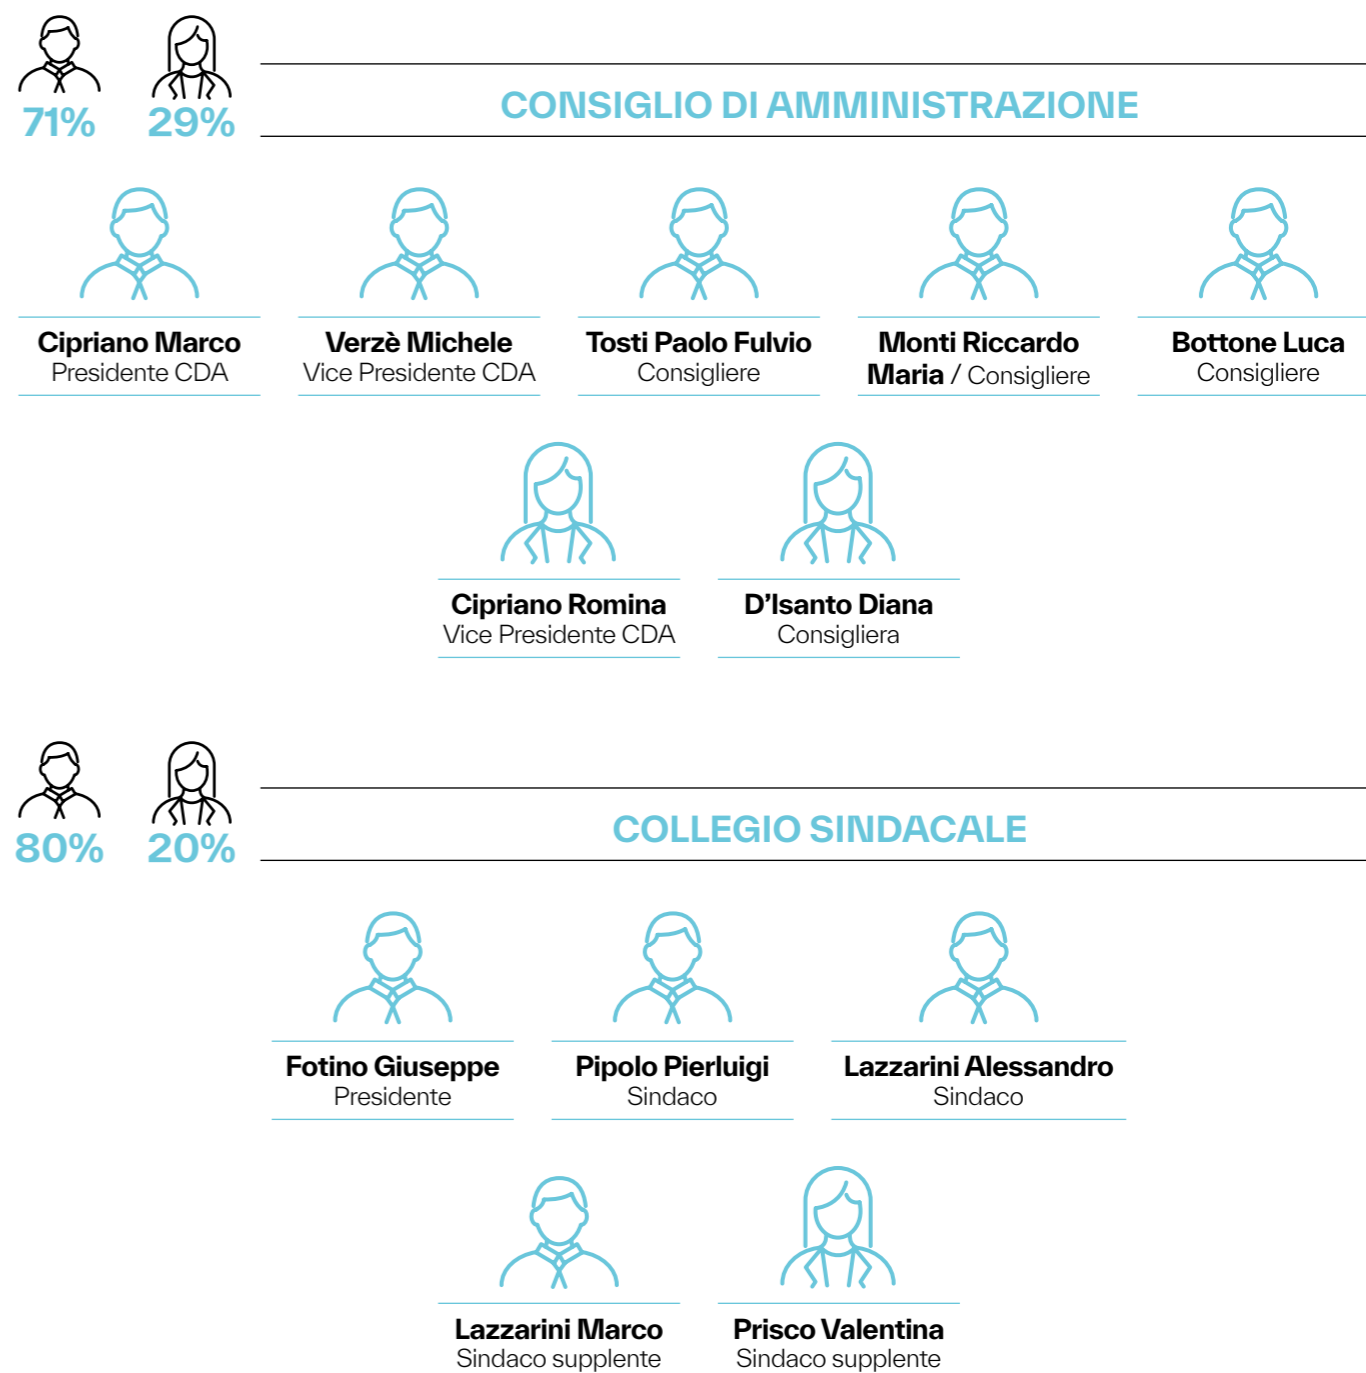 71%
29%
CONSIGLIO DI AMMINISTRAZIONE
Cipriano Marco
Presidente CDA
Verzè Michele
Vice Presidente CDA
Tosti Paolo Fulvio
Consigliere
Monti Riccardo
Maria / Consigliere
Bottone Luca
Consigliere
Cipriano Romina
Vice Presidente CDA
D’Isanto Diana
Consigliera
80%
20%
COLLEGIO SINDACALE
Fotino Giuseppe
Presidente
Pipolo Pierluigi
Sindaco
Lazzarini Alessandro
Sindaco
Lazzarini Marco
Sindaco supplente
Prisco Valentina
Sindaco supplente